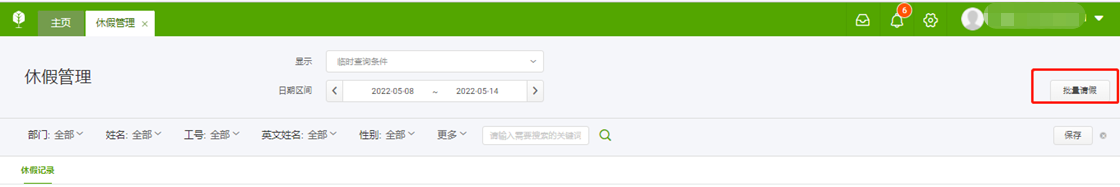 主页 休假管理 × 6
休假管理
显示 临时查询条件
日期区间 < 2022-05-08 ~ 2022-05-14 >
批量请假
部门: 全部 姓名: 全部 工号: 全部 英文姓名: 全部 性别: 全部 更多 请输入需要搜索的关键词 保存
休假记录